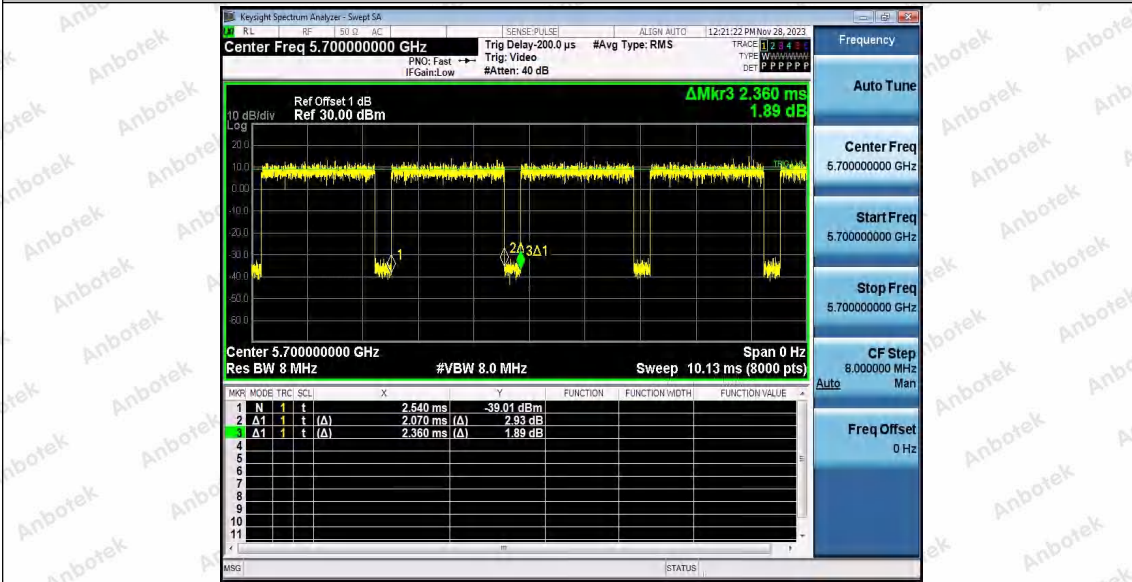 Keysight Spectrum Analyzer - Swept SA
RL RF 50 Ω AC SENSE:PULSE ALIGN AUTO 12:21:22 PM Nov 28, 2023
Center Freq 5.700000000 GHz
PNO: Fast
IFGain:Low
Trig Delay-200.0 µs
Trig: Video
#Atten: 40 dB
#Avg Type: RMS
TRACE 1 2 3 4 5 6
TYPE WWWWWW
DET P P P P P P
ΔMkr3 2.360 ms
1.89 dB
Ref Offset 1 dB
10 dB/div Ref 30.00 dBm
Log
20.0
10.0
0.00
-10.0
-20.0
-30.0
-40.0
-50.0
-60.0
1
2Δ
3Δ1
Center 5.700000000 GHz Span 0 Hz
Res BW 8 MHz #VBW 8.0 MHz Sweep 10.13 ms (8000 pts)
MKR MODE TRC SCL X Y FUNCTION FUNCTION WIDTH FUNCTION VALUE
1 N 1 t 2.540 ms -39.01 dBm
2 Δ1 1 t (Δ) 2.070 ms (Δ) 2.93 dB
3 Δ1 1 t (Δ) 2.360 ms (Δ) 1.89 dB
4
5
6
7
8
9
10
11
MSG STATUS
Frequency
Auto Tune
Center Freq
5.700000000 GHz
Start Freq
5.700000000 GHz
Stop Freq
5.700000000 GHz
CF Step
8.000000 MHz
Auto Man
Freq Offset
0 Hz
Anbotek